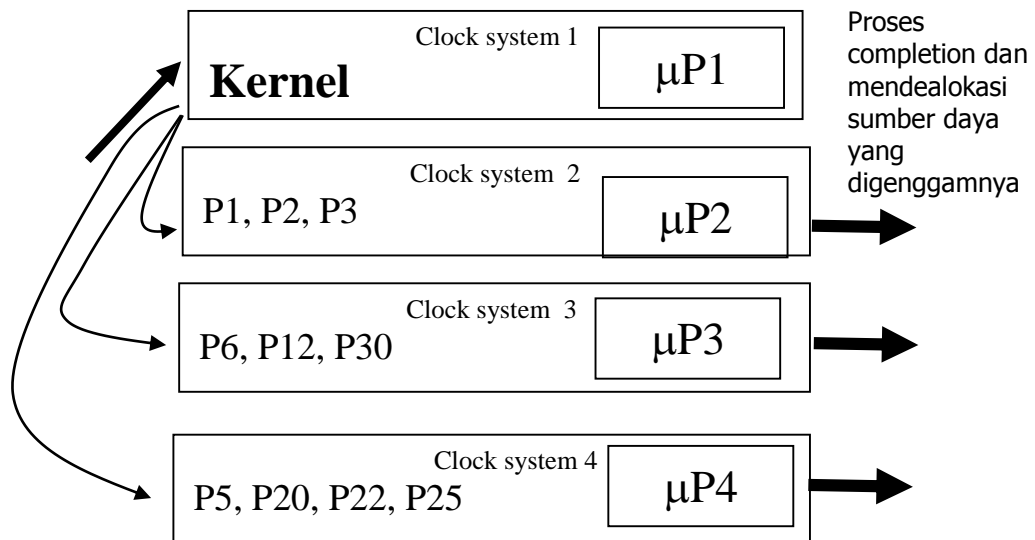 Clock system 1
Kernel
μP1
Proses
completion dan
mendealokasi
sumber daya
yang
digenggamnya
Clock system 2
P1, P2, P3
μP2
Clock system 3
P6, P12, P30
μP3
Clock system 4
P5, P20, P22, P25
μP4